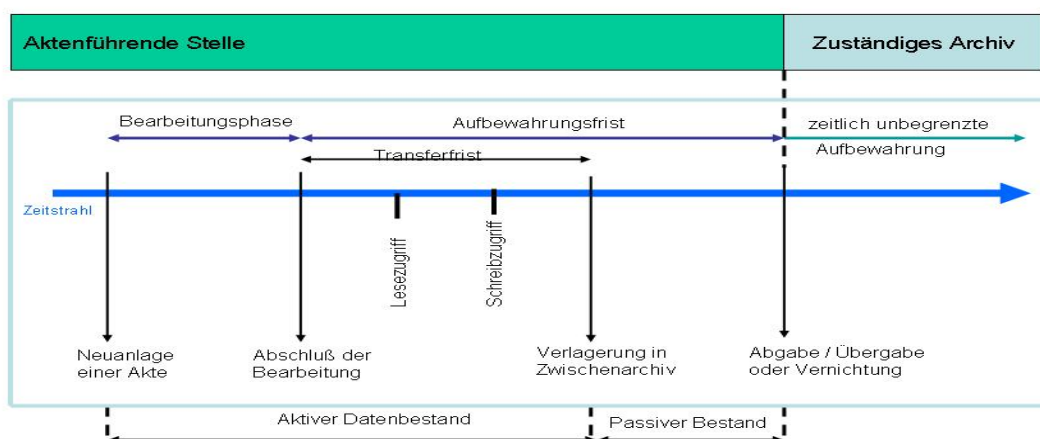 Aktenführende Stelle
Zuständiges Archiv
Bearbeitungsphase
Aufbewahrungsfrist
zeitlich unbegrenzte
Aufbewahrung
Transferfrist
Zeitstrahl
Lesezugriff
Schreibzugriff
Neuanlage
einer Akte
Abschluß der
Bearbeitung
Verlagerung in
Zwischenarchiv
Abgabe / Übergabe
oder Vernichtung
Aktiver Datenbestand
Passiver Bestand